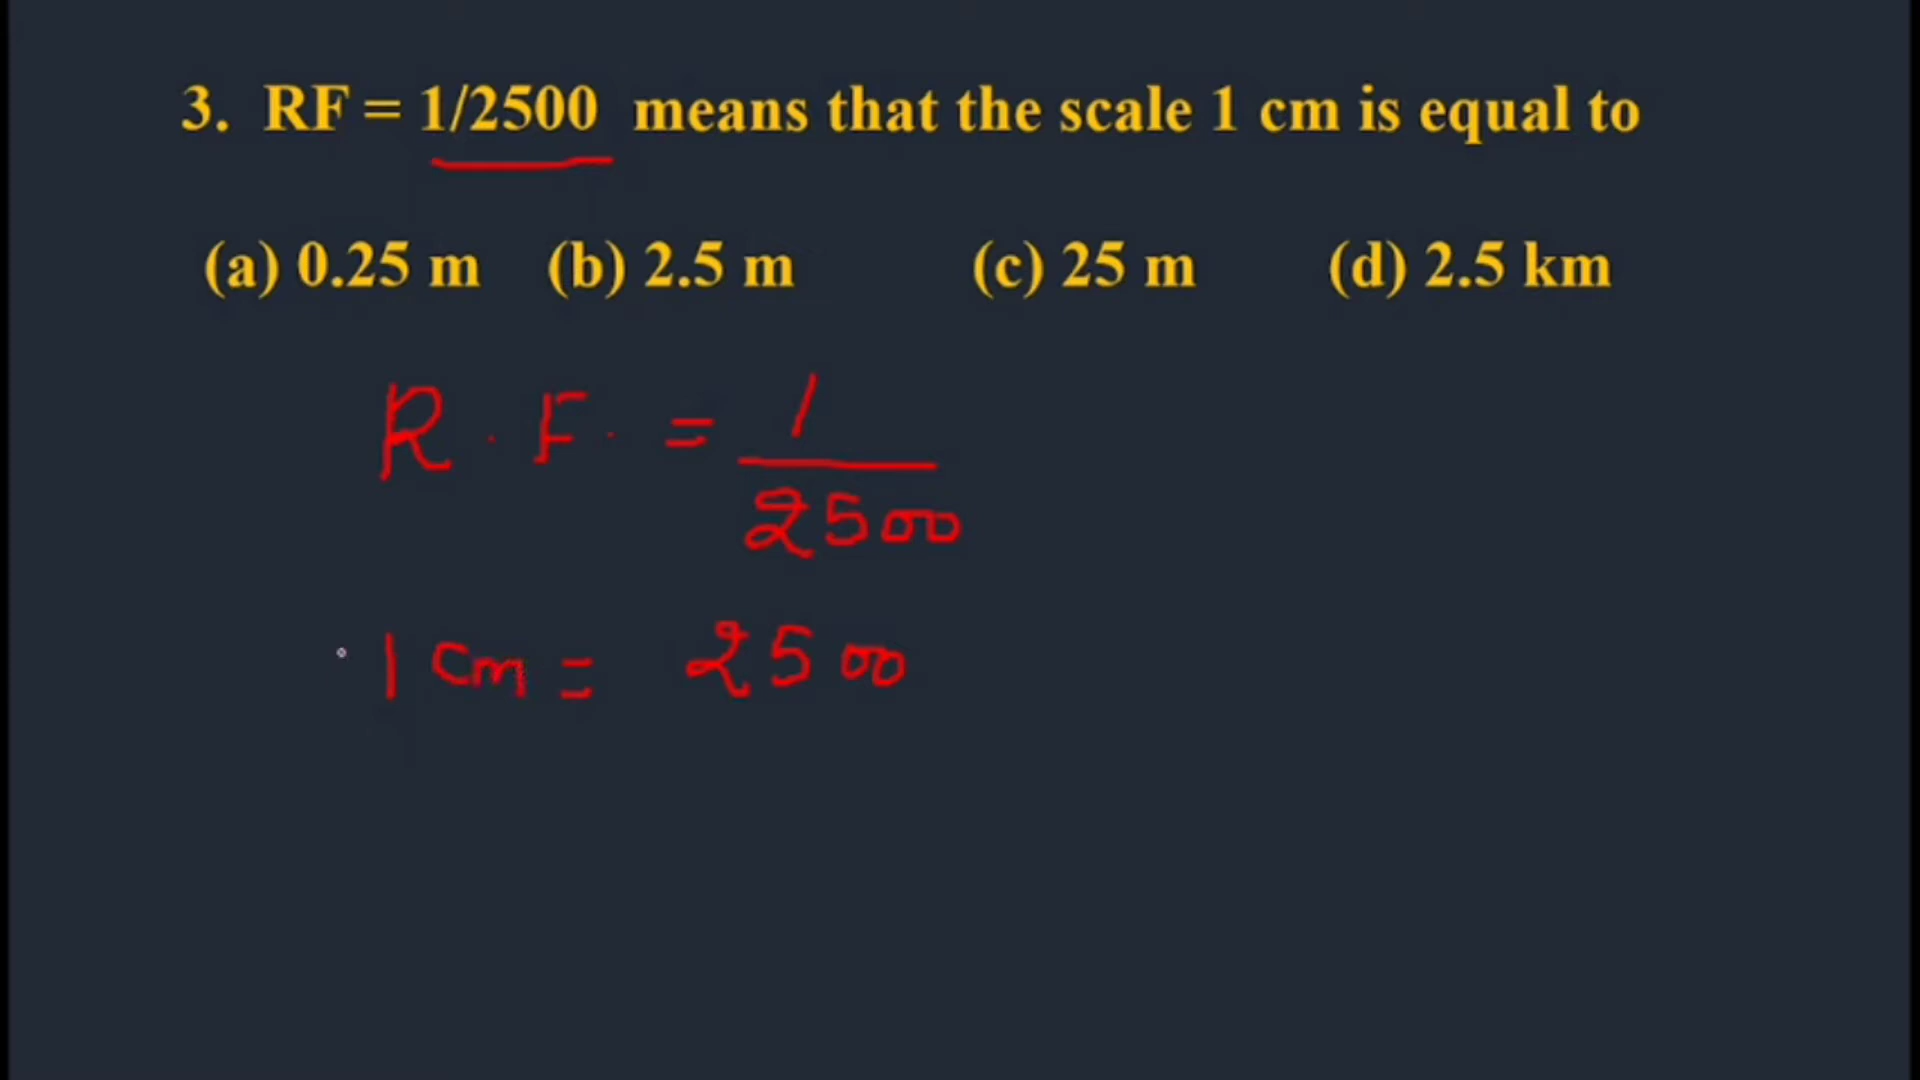 3. RF = 1/2500 means that the scale 1 cm is equal to
(a) 0.25 m (b) 2.5 m (c) 25 m (d) 2.5 km
R.F. = 1/2500
1 cm = 2500